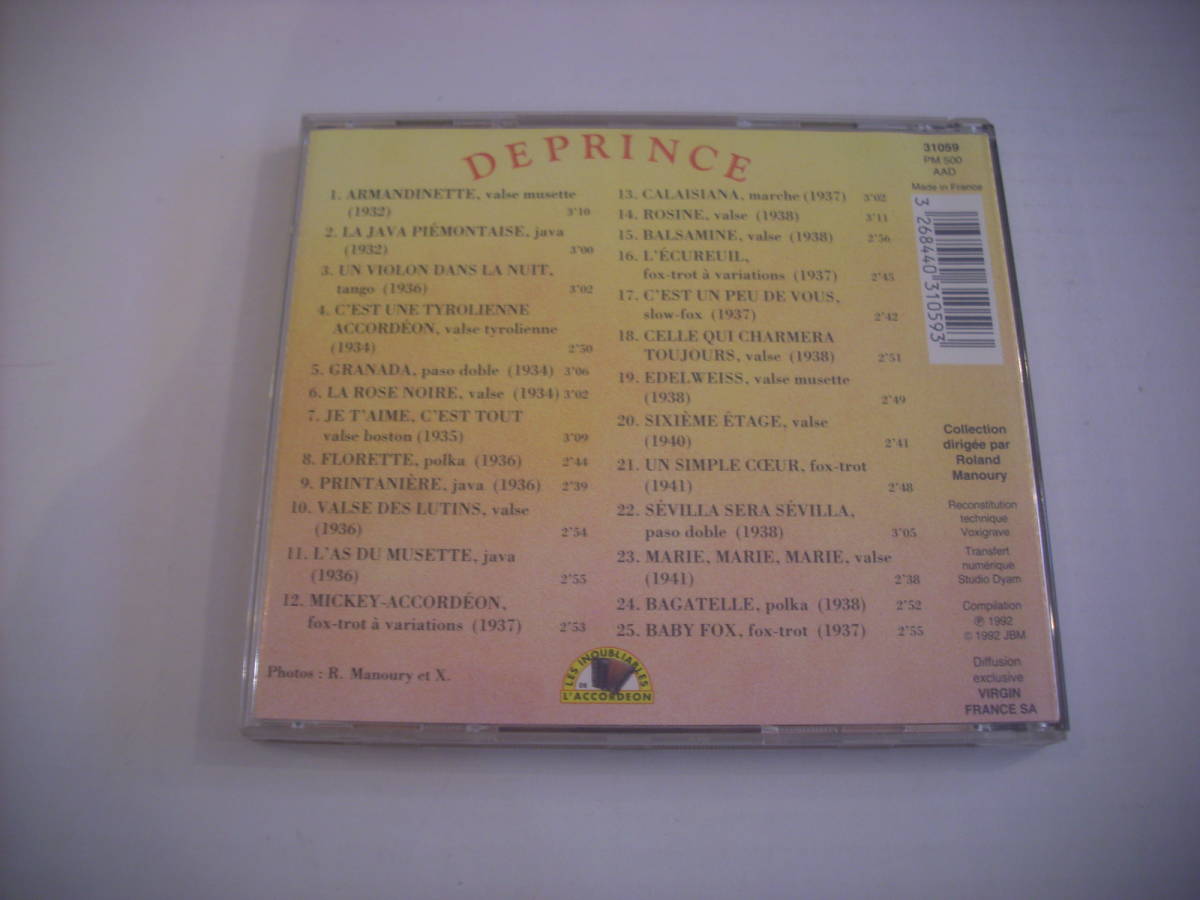 DEPRINCE
1. ARMANDINETTE, valse musette
(1932) 3'10
2. LA JAVA PIÉMONTAISE, java
(1932) 3'00
3. UN VIOLON DANS LA NUIT,
tango (1936) 3'02
4. C'EST UNE TYROLIENNE
ACCORDÉON, valse tyrolienne
(1934) 2'50
5. GRANADA, paso doble (1934) 3'06
6. LA ROSE NOIRE, valse (1934) 3'02
7. JE T'AIME, C'EST TOUT
valse boston (1935) 3'09
8. FLORETTE, polka (1936) 2'44
9. PRINTANIÈRE, java (1936) 2'39
10. VALSE DES LUTINS, valse
(1936) 2'54
11. L'AS DU MUSETTE, java
(1936) 2'55
12. MICKEY-ACCORDÉON,
fox-trot à variations (1937) 2'53
13. CALAISIANA, marche (1937) 3'02
14. ROSINE, valse (1938) 3'11
15. BALSAMINE, valse (1938) 2'56
16. L'ÉCUREUIL,
fox-trot à variations (1937) 2'45
17. C'EST UN PEU DE VOUS,
slow-fox (1937) 2'42
18. CELLE QUI CHARMERA
TOUJOURS, valse (1938) 2'51
19. EDELWEISS, valse musette
(1938) 2'49
20. SIXIÈME ÉTAGE, valse
(1940) 2'41
21. UN SIMPLE CŒUR, fox-trot
(1941) 2'48
22. SÉVILLA SERA SÉVILLA,
paso doble (1938) 3'05
23. MARIE, MARIE, MARIE, valse
(1941) 2'38
24. BAGATELLE, polka (1938) 2'52
25. BABY FOX, fox-trot (1937) 2'55
Photos : R. Manoury et X.
LES INOUBLIABLES
DE
L'ACCORDEON
31059
PM 500
AAD
Made in France
3 268440 310593
Collection
dirigée par
Roland
Manoury
Reconstitution
technique
Voxigrave
Transfert
numérique
Studio Dyam
Compilation
℗ 1992
© 1992 JBM
Diffusion
exclusive
VIRGIN
FRANCE SA